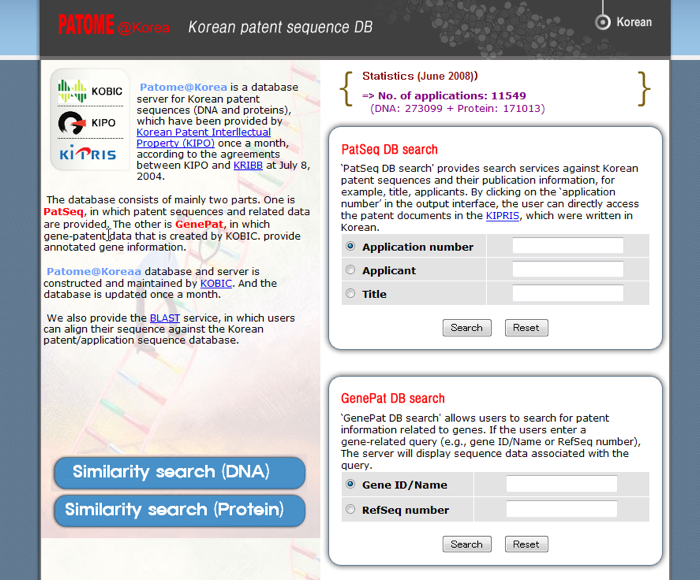 PATOME @Korea Korean patent sequence DB
Korean
KOBIC
KIPO
KIPRIS
Patome@Korea is a database
server for Korean patent
sequences (DNA and proteins),
which have been provided by
Korean Patent Interllectual
Property (KIPO) once a month,
according to the agreements
between KIPO and KRIBB at July 8,
2004.
The database consists of mainly two parts. One is
PatSeq, in which patent sequences and related data
are provided. The other is GenePat, in which
gene-patent data that is created by KOBIC. provide
annotated gene information.
Patome@Koreaa database and server is
constructed and maintained by KOBIC. And the
database is updated once a month.
We also provide the BLAST service, in which users
can align their sequence against the Korean
patent/application sequence database.
Similarity search (DNA)
Similarity search (Protein)
Statistics (June 2008))
=> No. of applications: 11549
(DNA: 273099 + Protein: 171013)
PatSeq DB search
`PatSeq DB search' provides search services against Korean
patent sequences and their publication information, for
example, title, applicants. By clicking on the `application
number' in the output interface, the user can directly access
the patent documents in the KIPRIS, which were written in
Korean.
Application number
Applicant
Title
Search Reset
GenePat DB search
`GenePat DB search' allows users to search for patent
information related to genes. If the users enter a
gene-related query (e.g., gene ID/Name or RefSeq number),
The server will display sequence data associated with the
query.
Gene ID/Name
RefSeq number
Search Reset